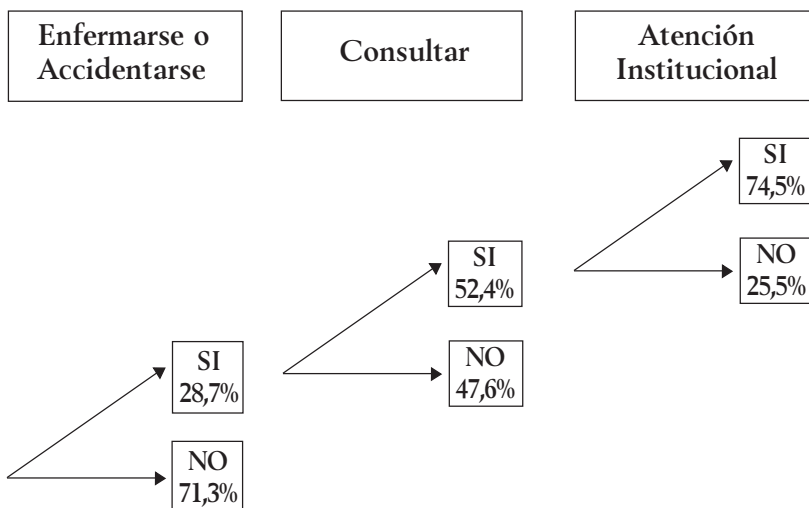 Enfermarse o
Accidentarse
Consultar
Atención
Institucional
SI
74,5%
NO
25,5%
SI
52,4%
NO
47,6%
SI
28,7%
NO
71,3%